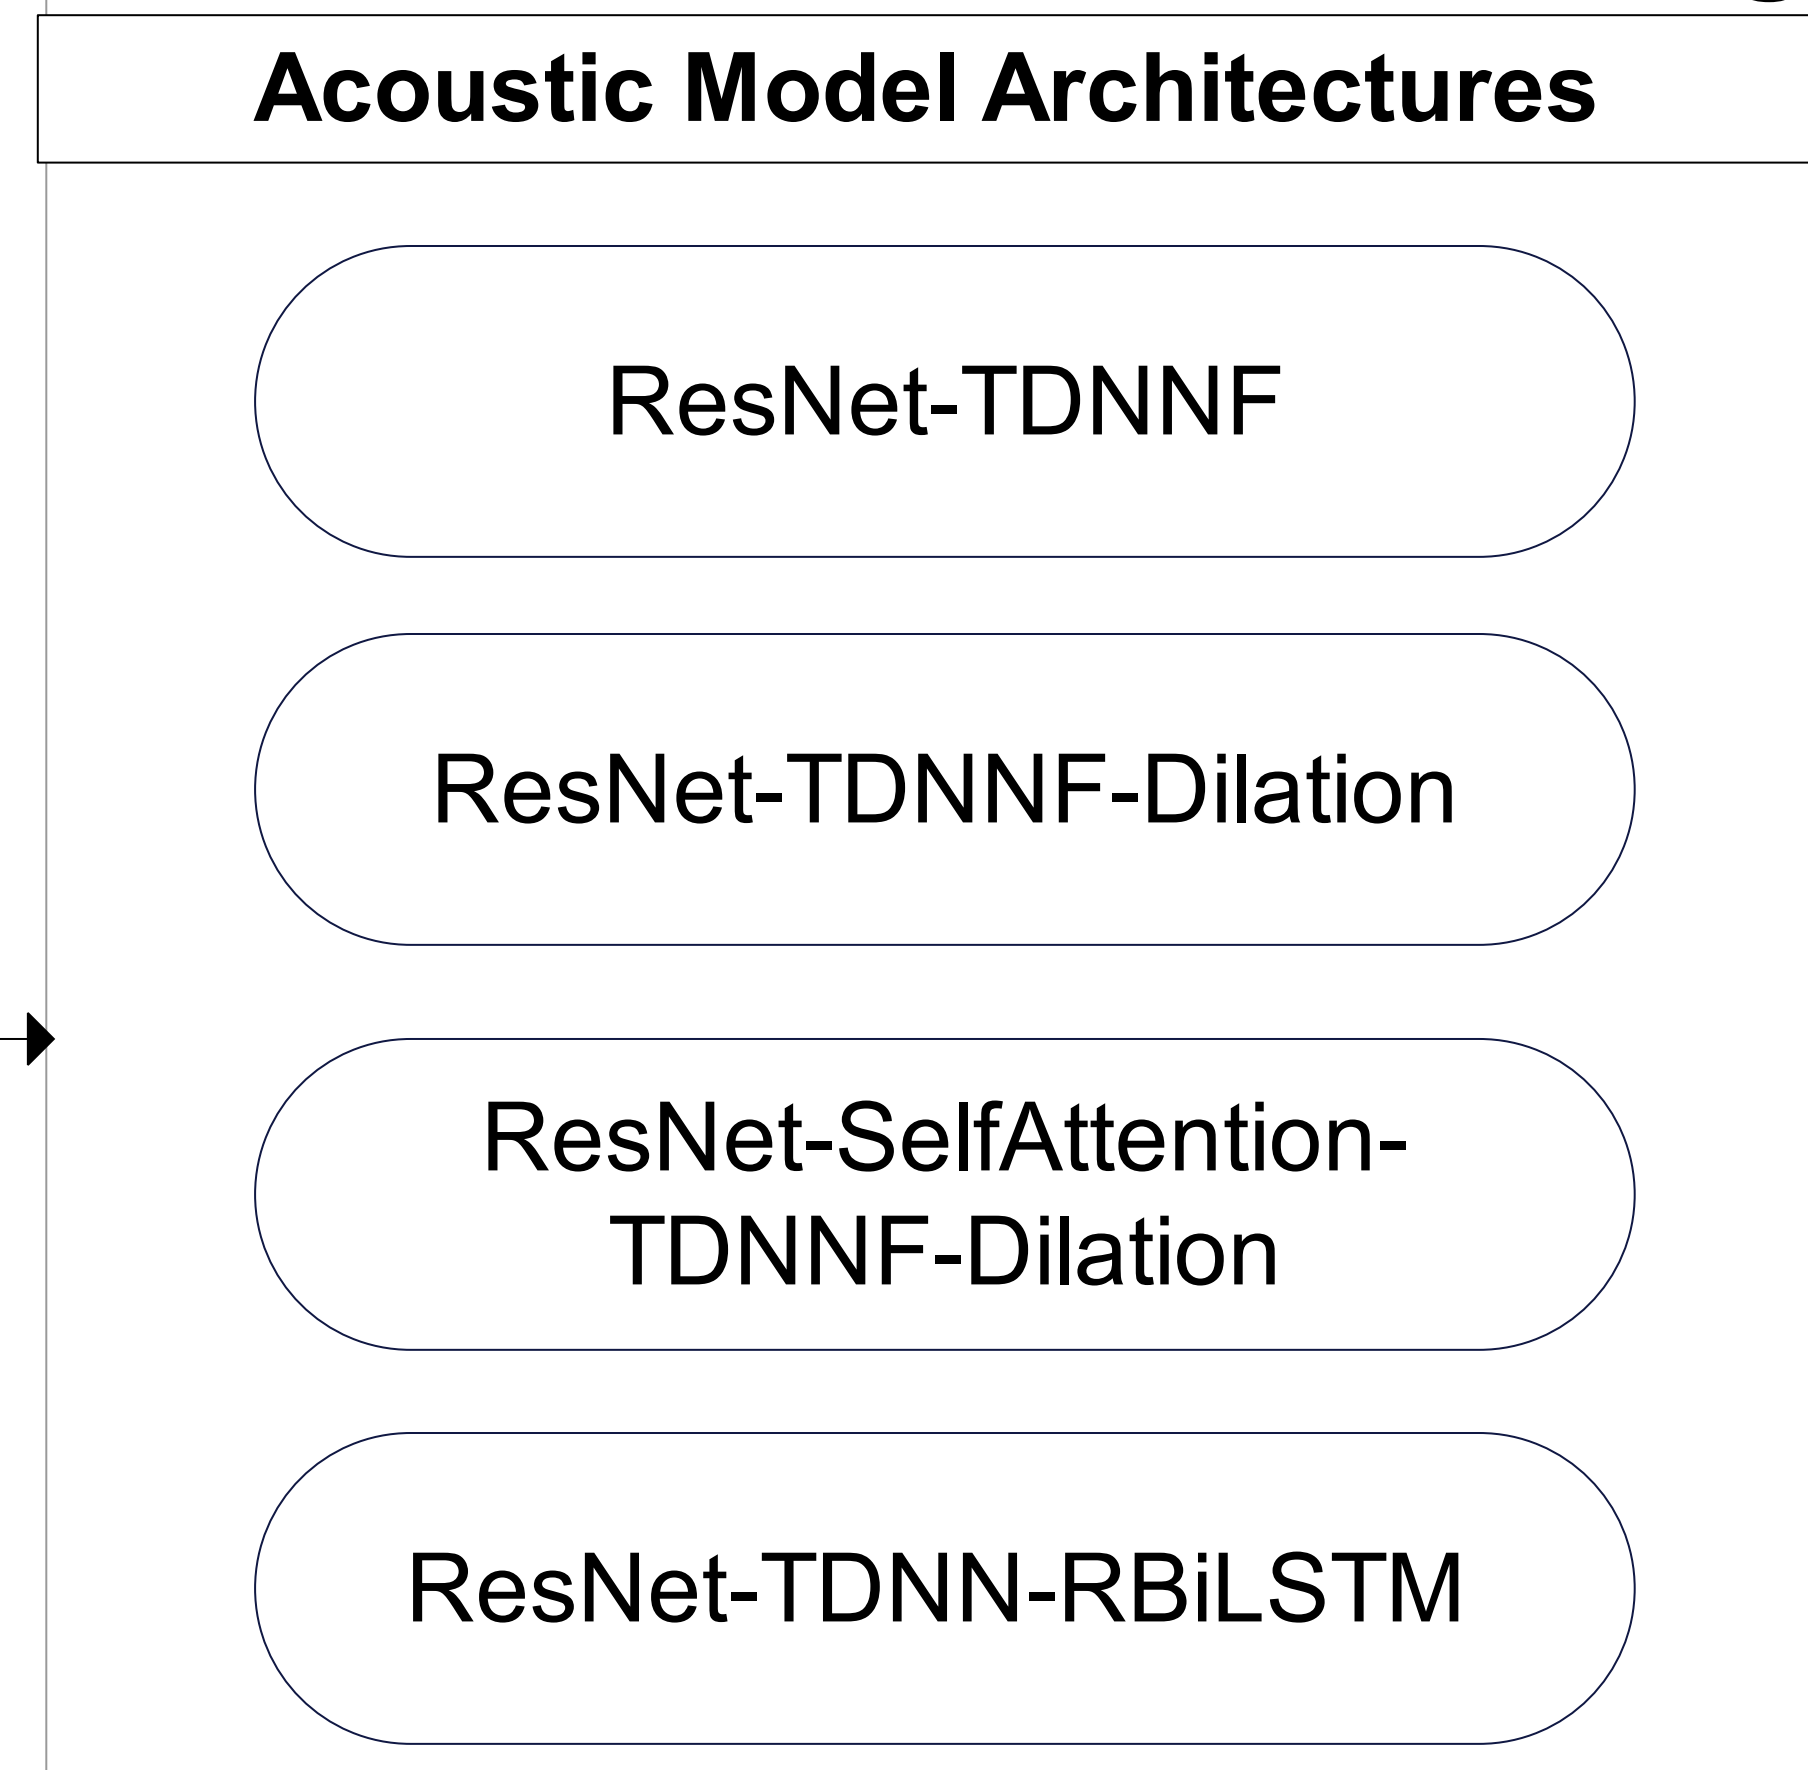 Acoustic Model Architectures
ResNet-TDNNF
ResNet-TDNNF-Dilation
ResNet-SelfAttention-
TDNNF-Dilation
ResNet-TDNN-RBiLSTM